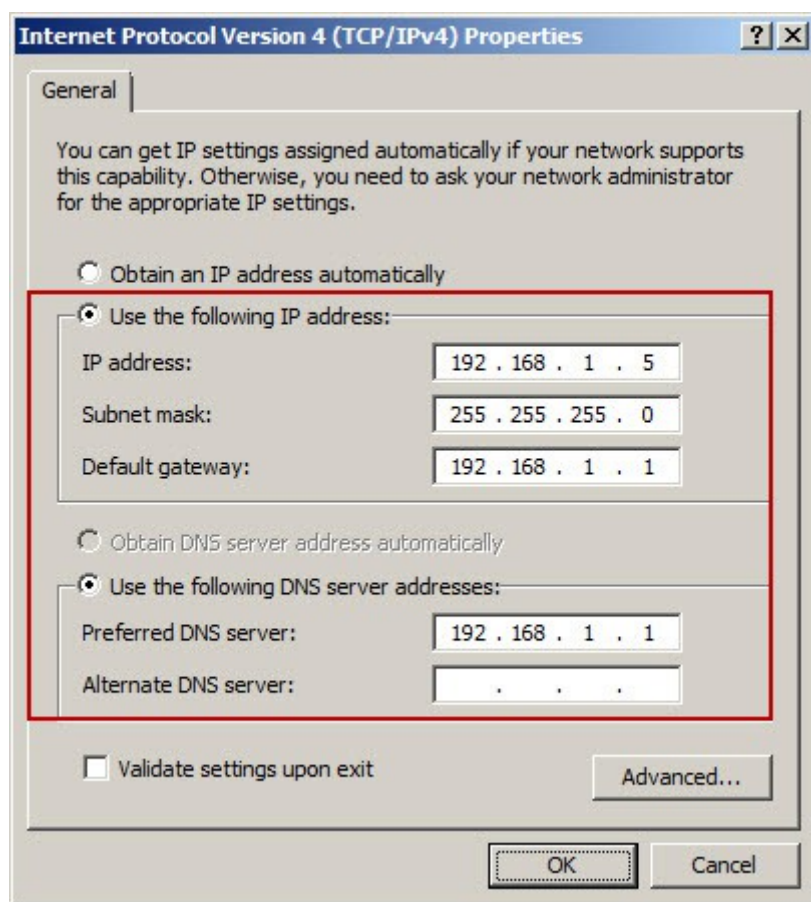 Internet Protocol Version 4 (TCP/IPv4) Properties
General
You can get IP settings assigned automatically if your network supports
this capability. Otherwise, you need to ask your network administrator
for the appropriate IP settings.
Obtain an IP address automatically
Use the following IP address:
IP address: 192 . 168 . 1 . 5
Subnet mask: 255 . 255 . 255 . 0
Default gateway: 192 . 168 . 1 . 1
Obtain DNS server address automatically
Use the following DNS server addresses:
Preferred DNS server: 192 . 168 . 1 . 1
Alternate DNS server: . . .
Validate settings upon exit
Advanced...
OK Cancel